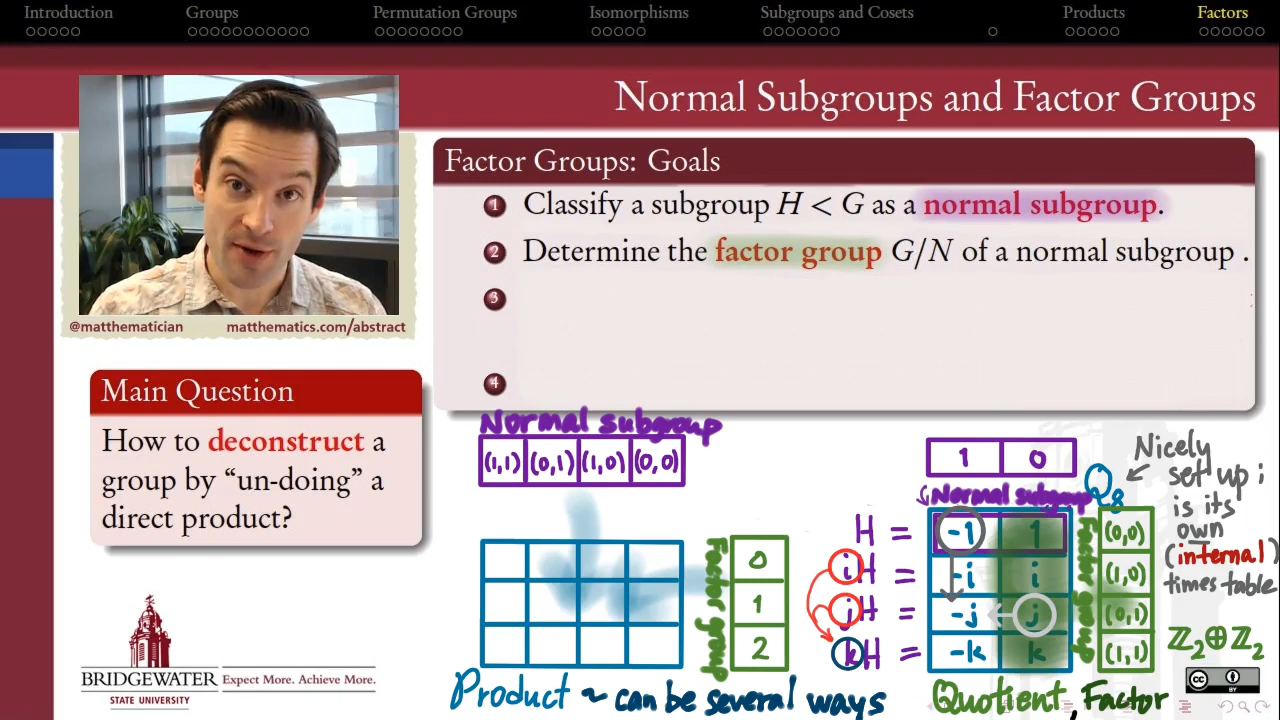 Introduction Groups Permutation Groups Isomorphisms Subgroups and Cosets Products Factors
Normal Subgroups and Factor Groups
@matthematician matthematics.com/abstract
Factor Groups: Goals
1 Classify a subgroup H < G as a normal subgroup.
2 Determine the factor group G/N of a normal subgroup .
3
4
Main Question
How to deconstruct a
group by “un-doing” a
direct product?
BRIDGEWATER
STATE UNIVERSITY
Expect More. Achieve More.
Normal subgroup
(1,1) (0,1) (1,0) (0,0)
Factor group
0
1
2
Product ~ can be several ways
1 0
Normal subgroup
Q8
H = -1 1
iH = -i i
jH = -j j
kH = -k k
Factor group
(0,0)
(1,0)
(0,1)
(1,1)
Quotient, Factor
Nicely
set up;
is its
own
(internal)
times table
ℤ2⊕ℤ2
cc BY